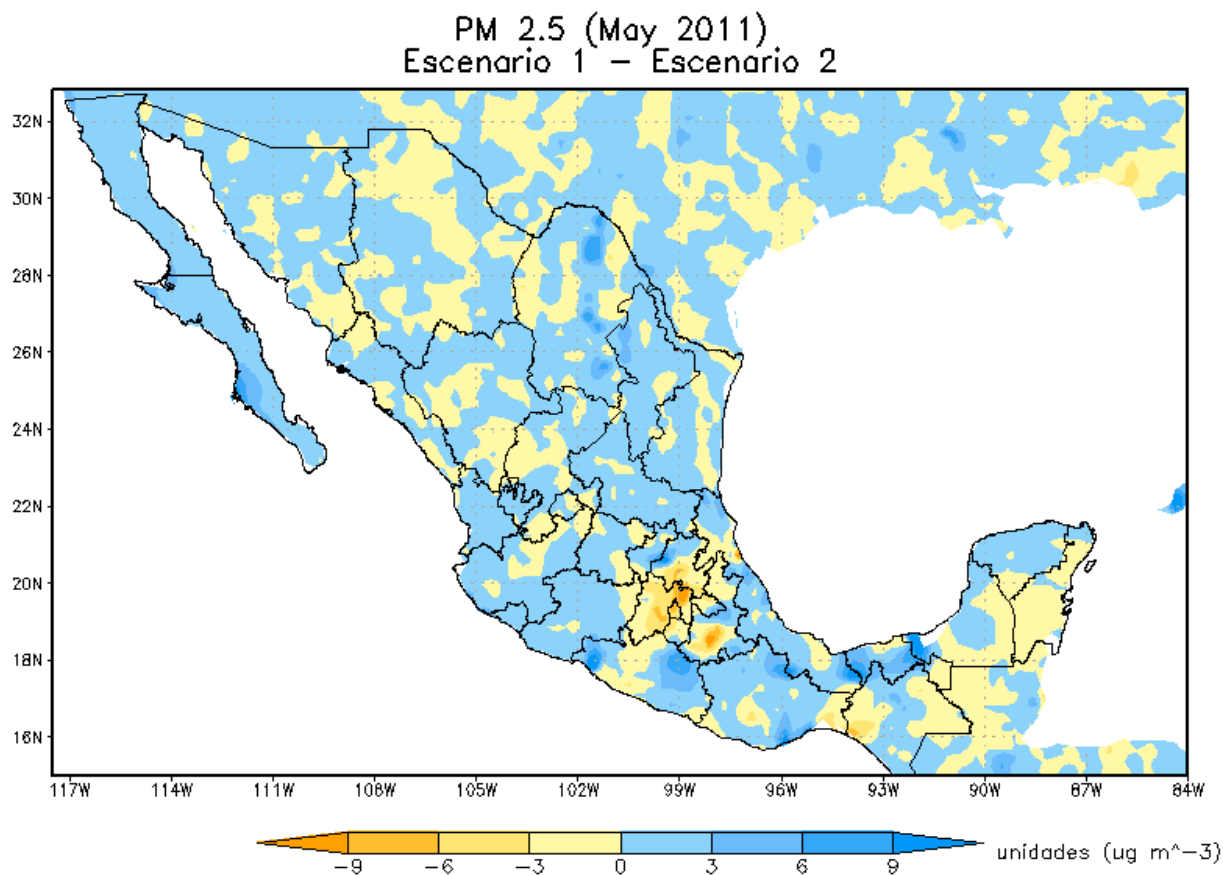 PM 2.5 (May 2011)
Escenario 1 – Escenario 2
32N
30N
28N
26N
24N
22N
20N
18N
16N
117W 114W 111W 108W 105W 102W 99W 96W 93W 90W 87W 84W
−9 −6 −3 0 3 6 9 unidades (ug m^−3)